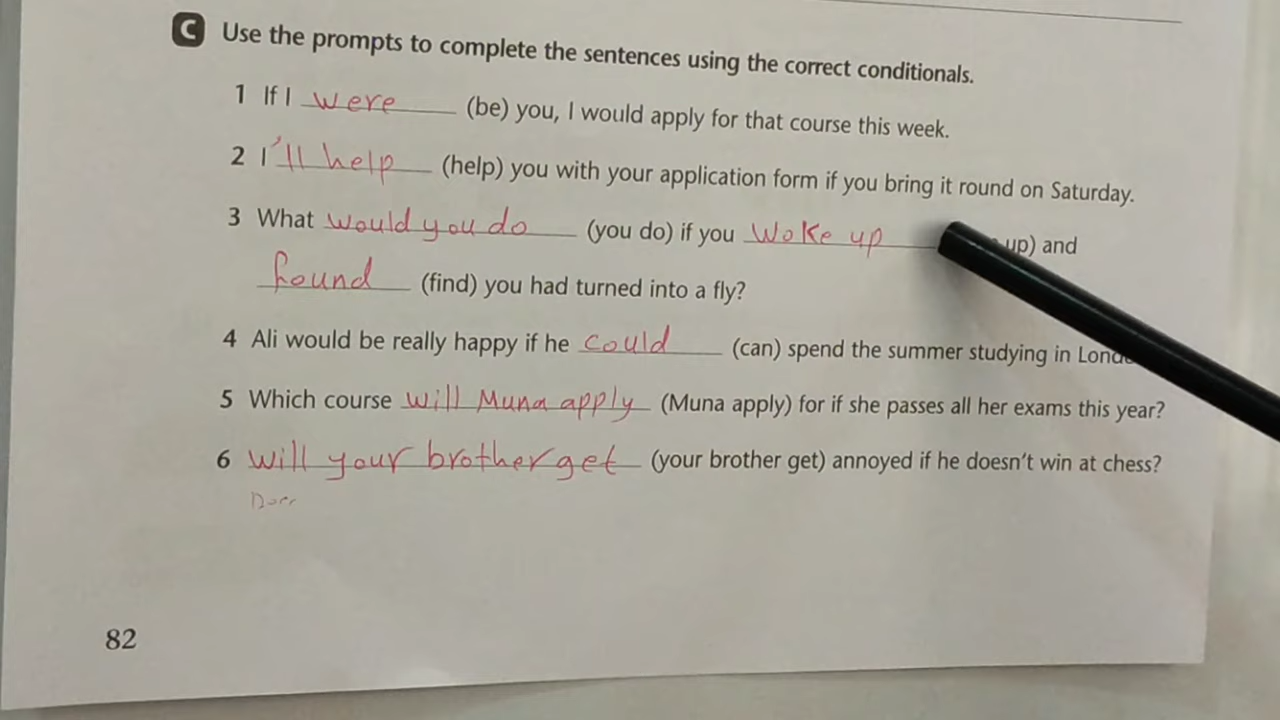 C Use the prompts to complete the sentences using the correct conditionals.
1 If I were (be) you, I would apply for that course this week.
2 I'll help (help) you with your application form if you bring it round on Saturday.
3 What would you do (you do) if you woke up up) and
found (find) you had turned into a fly?
4 Ali would be really happy if he could (can) spend the summer studying in
5 Which course will Muna apply (Muna apply) for if she passes all her exams this year?
6 will your brother get (your brother get) annoyed if he doesn't win at chess?
82